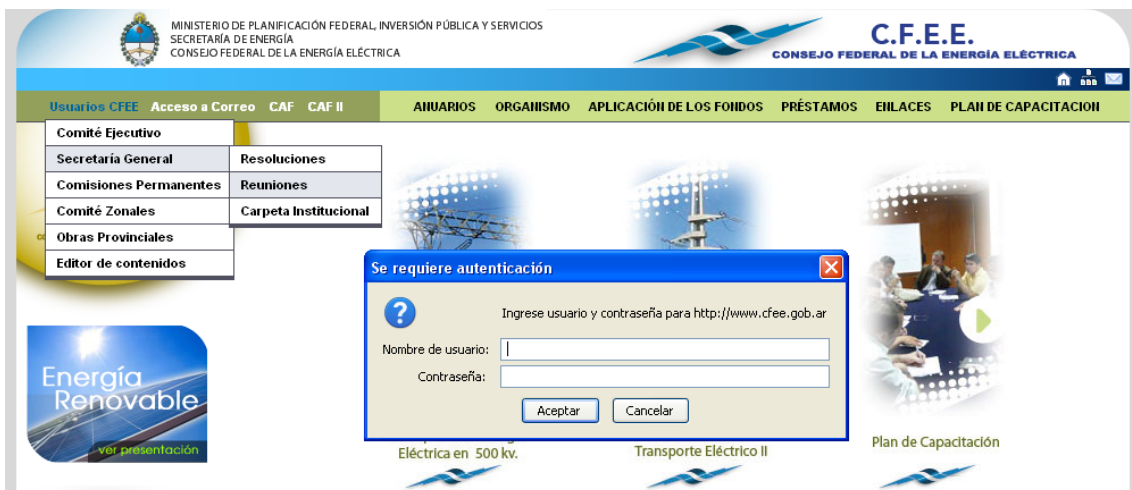 MINISTERIO DE PLANIFICACIÓN FEDERAL, INVERSIÓN PÚBLICA Y SERVICIOS
SECRETARÍA DE ENERGÍA
CONSEJO FEDERAL DE LA ENERGÍA ELÉCTRICA
C.F.E.E.
CONSEJO FEDERAL DE LA ENERGÍA ELÉCTRICA
Usuarios CFEE Acceso a Correo CAF CAF II ANUARIOS ORGANISMO APLICACIÓN DE LOS FONDOS PRÉSTAMOS ENLACES PLAN DE CAPACITACION
Comité Ejecutivo
Secretaría General
Comisiones Permanentes
Comité Zonales
Obras Provinciales
Editor de contenidos
Resoluciones
Reuniones
Carpeta Institucional
Se requiere autenticación
Ingrese usuario y contraseña para http://www.cfee.gob.ar
Nombre de usuario:
Contraseña:
Aceptar Cancelar
Energía
Renovable
ver presentación
Eléctrica en 500 kv.
Transporte Eléctrico II
Plan de Capacitación